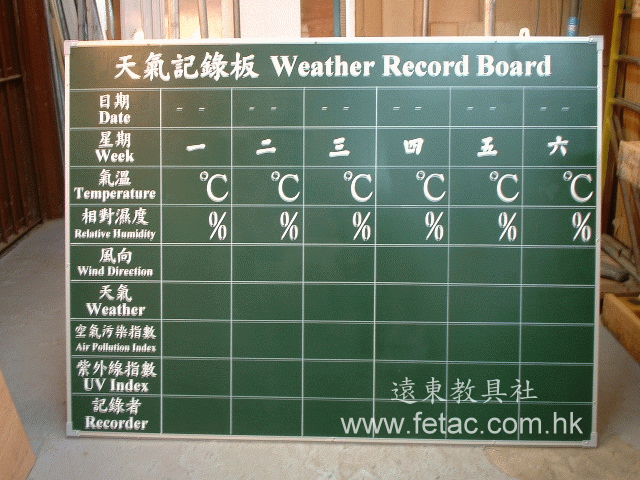 天氣記錄板 Weather Record Board
日期
Date
- - - - - - - - - - - -
星期
Week
一 二 三 四 五 六
氣溫
Temperature
℃ ℃ ℃ ℃ ℃ ℃
相對濕度
Relative Humidity
% % % % % %
風向
Wind Direction
天氣
Weather
空氣污染指數
Air Pollution Index
紫外線指數
UV Index
記錄者
Recorder
遠東教具社
www.fetac.com.hk